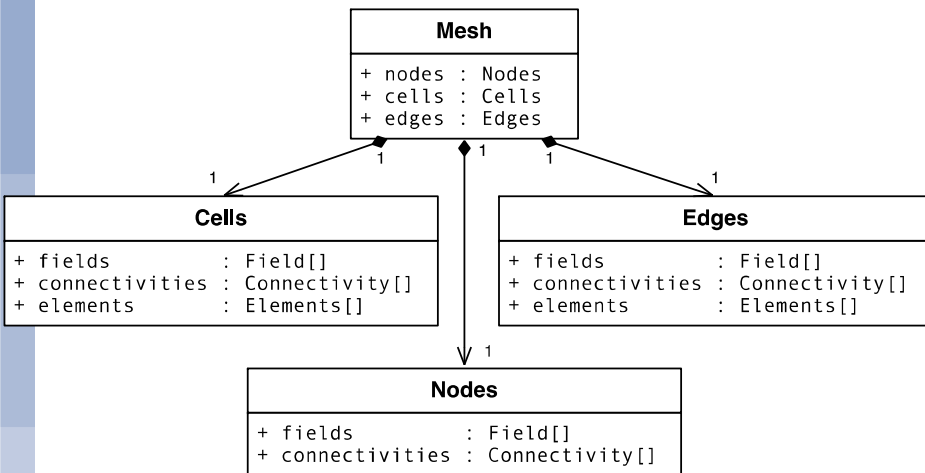 Mesh
+ nodes : Nodes
+ cells : Cells
+ edges : Edges
1
1
1
1
1
Cells
+ fields : Field[]
+ connectivities : Connectivity[]
+ elements : Elements[]
Edges
+ fields : Field[]
+ connectivities : Connectivity[]
+ elements : Elements[]
1
Nodes
+ fields : Field[]
+ connectivities : Connectivity[]